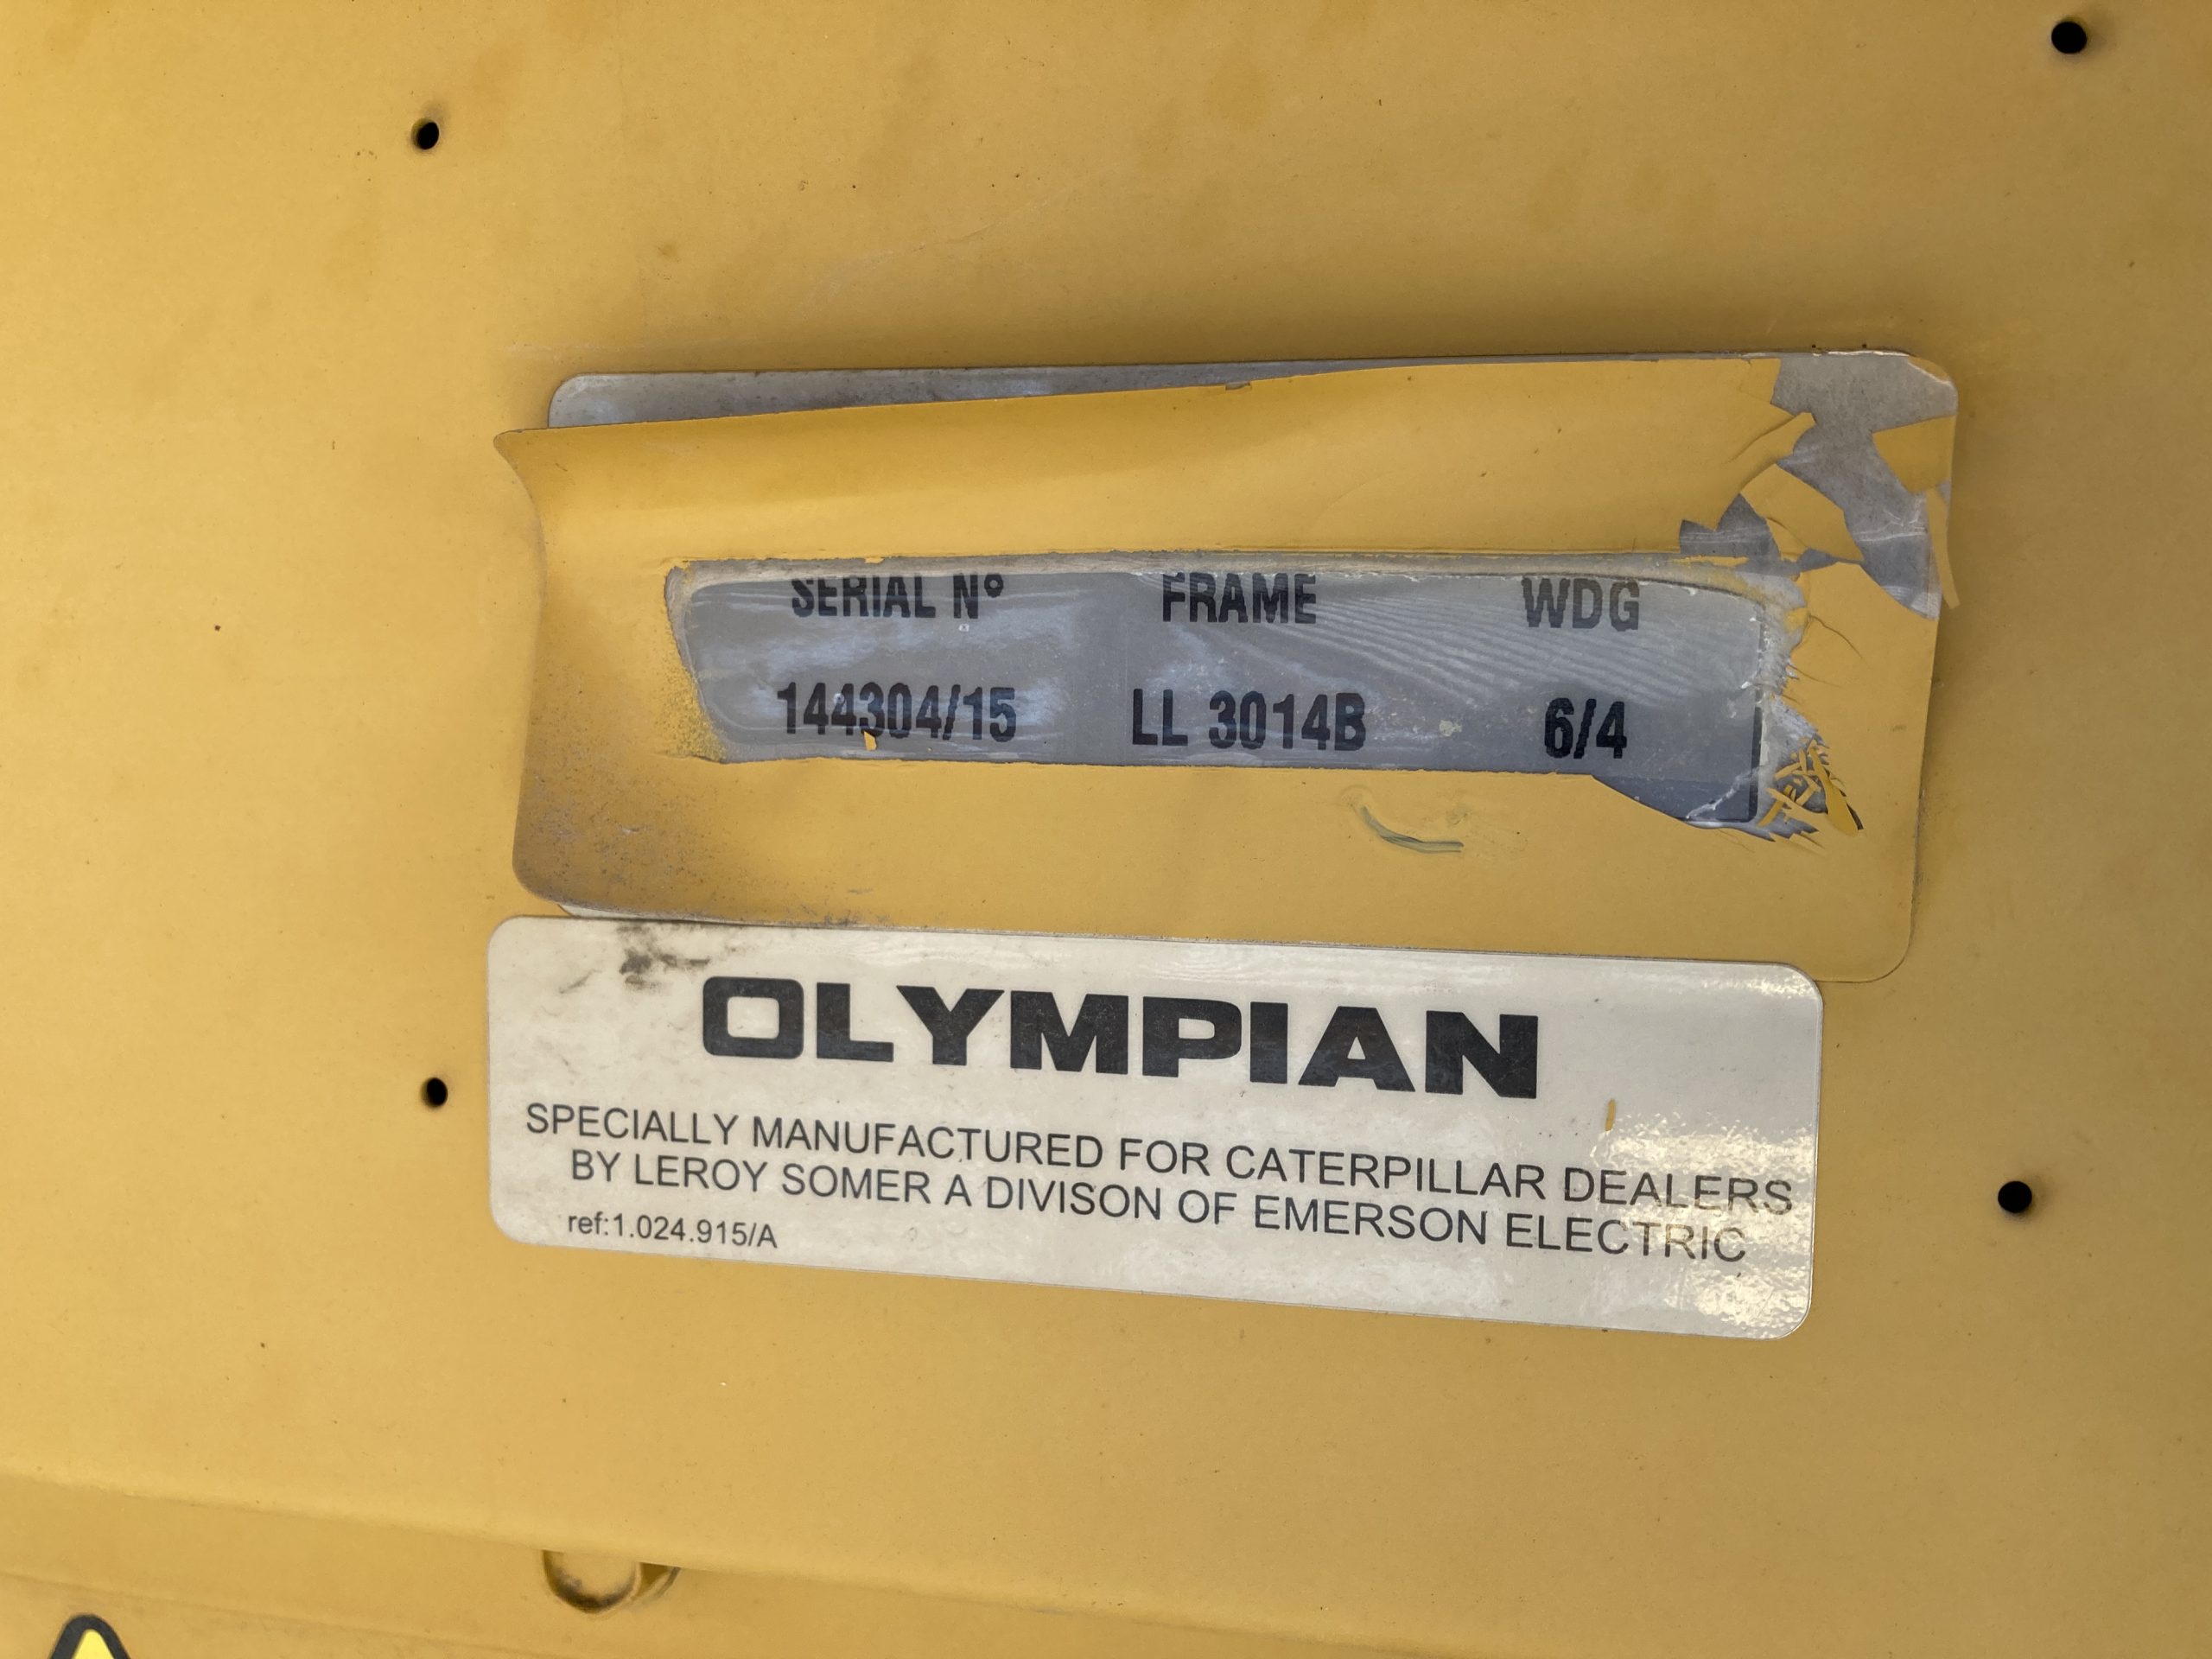 SERIAL Nº FRAME WDG
144304/15 LL 3014B 6/4
OLYMPIAN
SPECIALLY MANUFACTURED FOR CATERPILLAR DEALERS
BY LEROY SOMER A DIVISON OF EMERSON ELECTRIC
ref:1.024.915/A